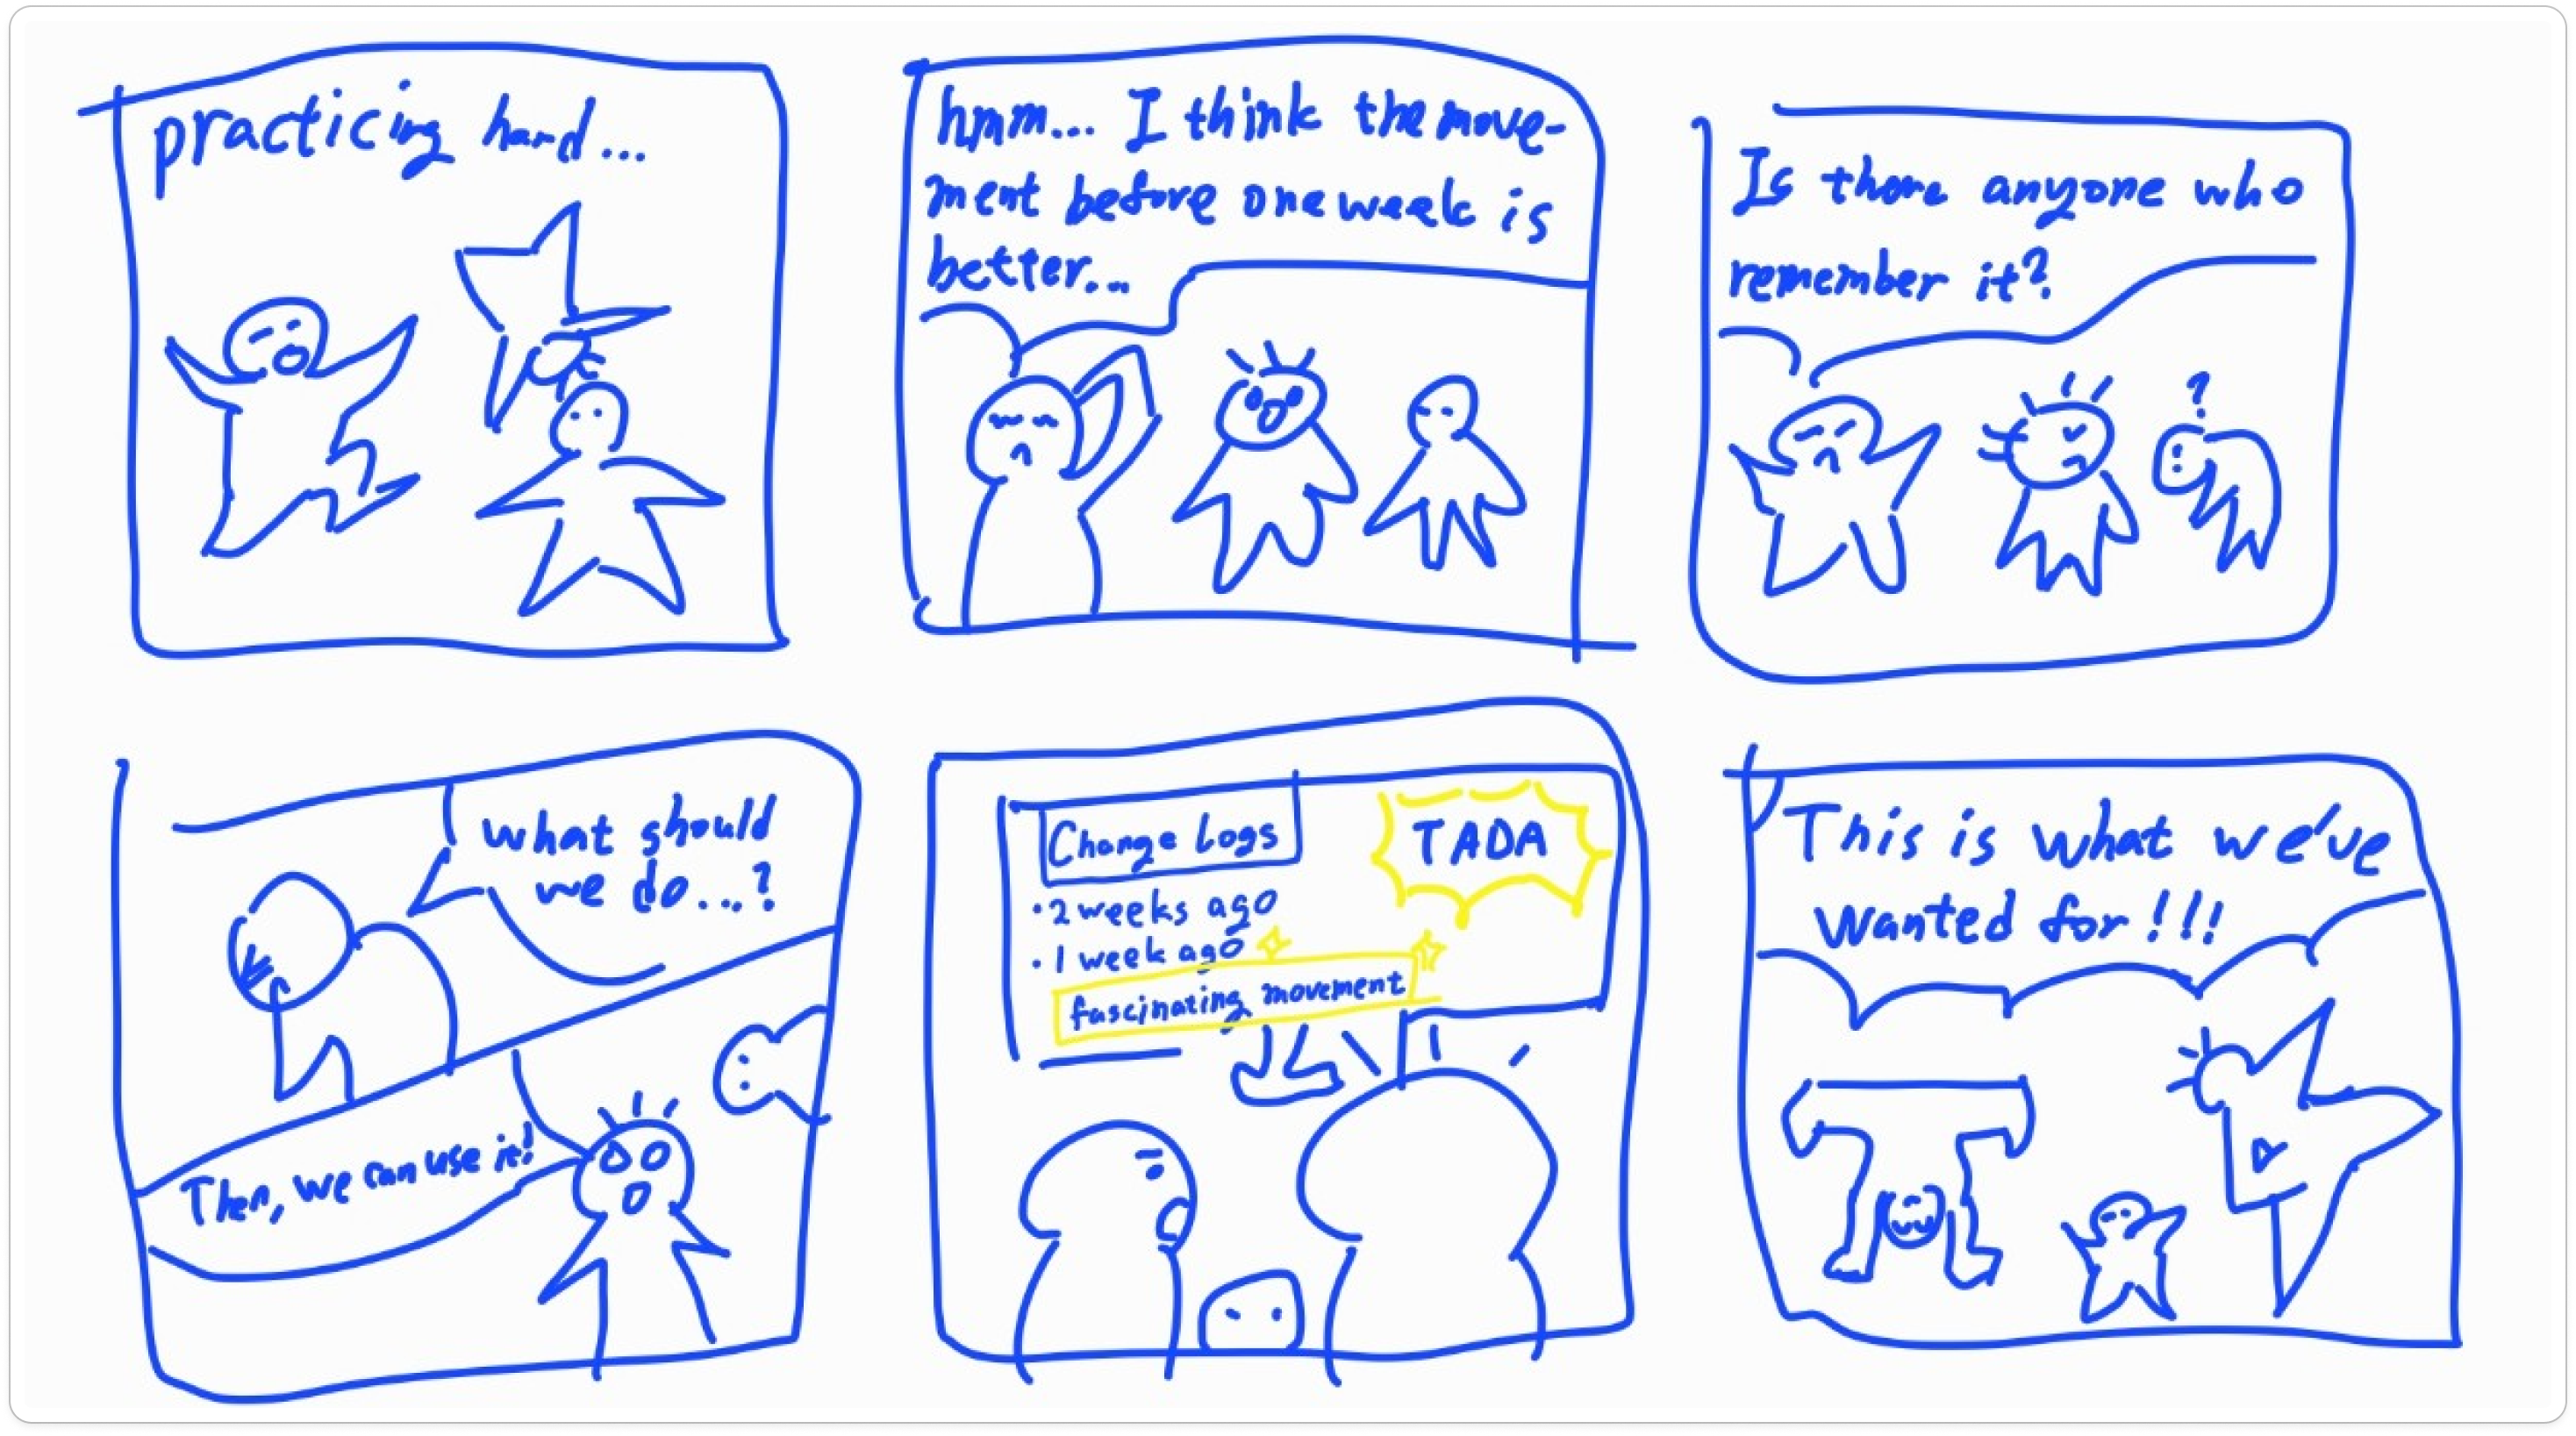 practicing hard...
hmm... I think the move-
ment before one week is
better...
Is there anyone who
remember it?
?
What should
we do...?
Then, we can use it!
Change Logs
TADA
• 2 weeks ago
• 1 week ago
fascinating movement
This is what we've
wanted for!!!